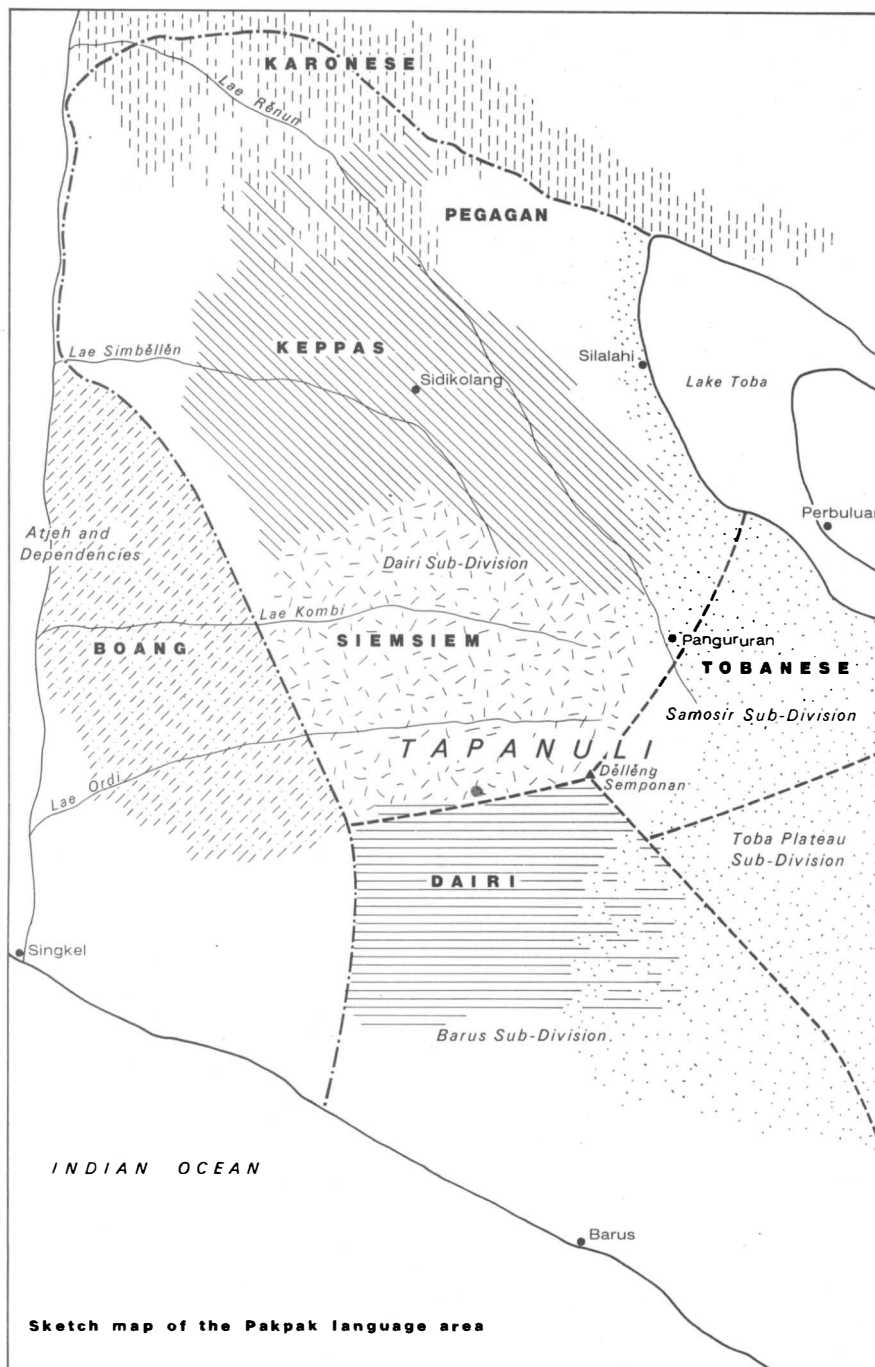 KARONESE
Lae Rĕnun
PEGAGAN
KEPPAS
Lae Simbĕllĕn
Silalahi
Sidikolang
Lake Toba
Perbuluan
Atjeh and
Dependencies
Dairi Sub-Division
Lae Kombi
BOANG
SIEMSIEM
Pangururan
TOBANESE
Samosir Sub-Division
TAPANULI
Dĕllĕng
Semponan
Lae Ordi
Toba Plateau
Sub-Division
DAIRI
Singkel
Barus Sub-Division.
INDIAN OCEAN
Barus
Sketch map of the Pakpak language area